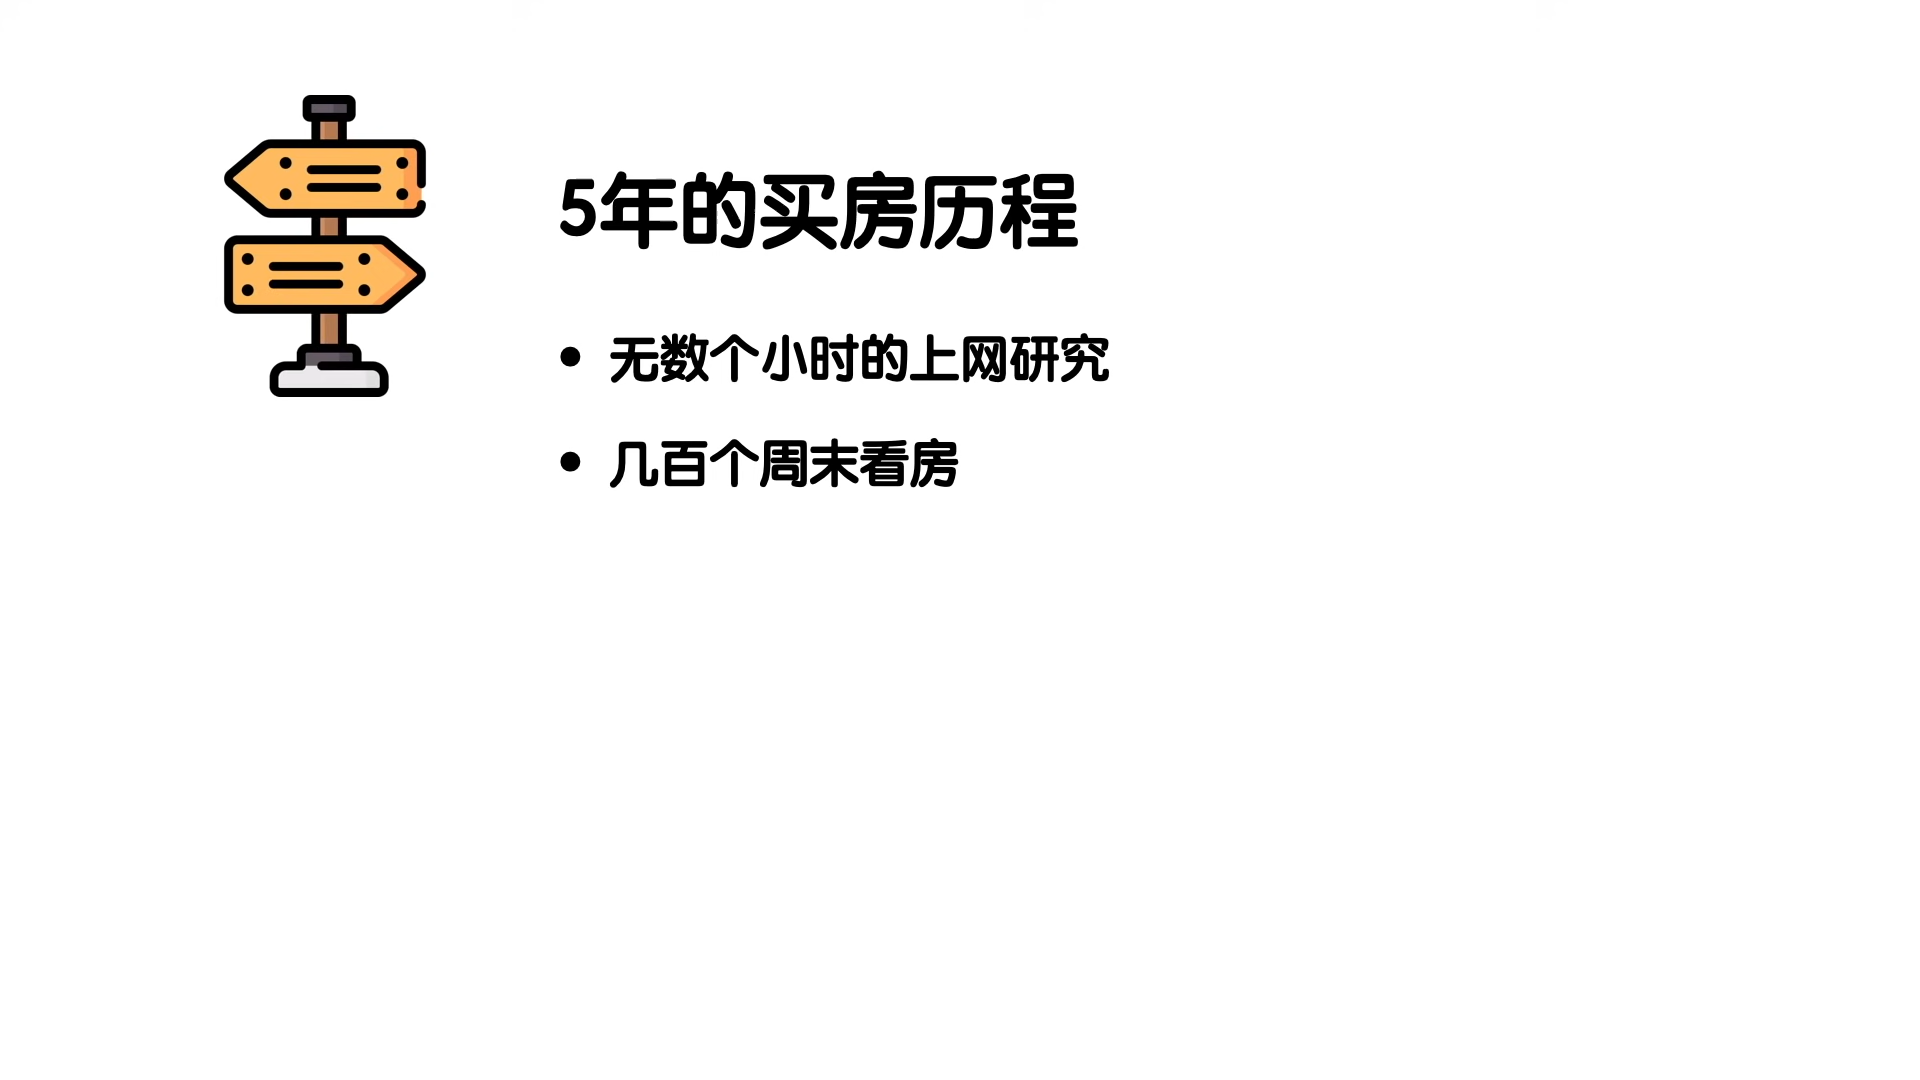 5年的买房历程
• 无数个小时的上网研究
• 几百个周末看房